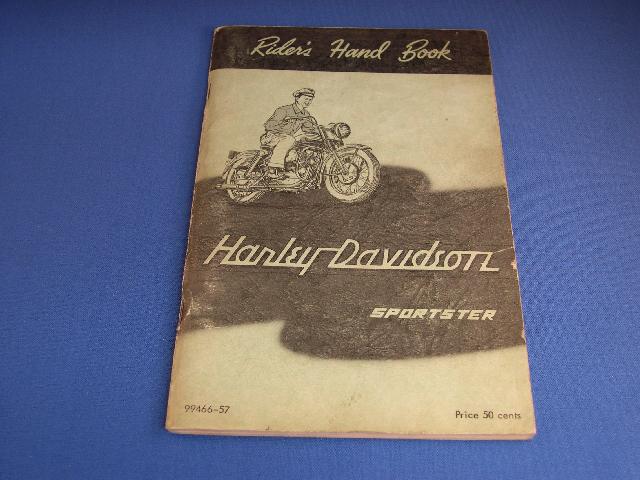 Rider's Hand Book
Harley-Davidson
SPORTSTER
99466-57
Price 50 cents